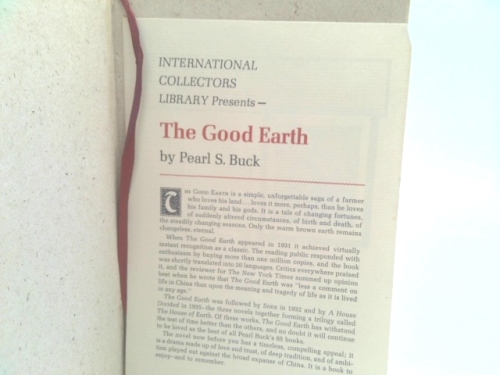 INTERNATIONAL
COLLECTORS
LIBRARY Presents—
The Good Earth
by Pearl S. Buck
THE GOOD EARTH is a simple, unforgettable saga of a farmer
who loves his land . . . loves it more, perhaps, than he loves
his family and his gods. It is a tale of changing fortunes,
of suddenly altered circumstances, of birth and death, of
the steadily changing seasons. Only the warm brown earth remains
changeless, eternal.
When The Good Earth appeared in 1931 it achieved virtually
instant recognition as a classic. The reading public responded with
enthusiasm by buying more than one million copies, and the book
was shortly translated into 20 languages. Critics everywhere praised
it, and the reviewer for The New York Times summed up opinion
best when he wrote that The Good Earth was "less a comment on
life in China than upon the meaning and tragedy of life as it is lived
in any age."
The Good Earth was followed by Sons in 1932 and by A House
Divided in 1935—the three novels together forming a trilogy called
The House of Earth. Of these works, The Good Earth has withstood
the test of time better than the others, and no doubt it will continue
to be loved as the best of all Pearl Buck's 85 books.
The novel now before you has a timeless, compelling appeal; it
is a drama made up of love and trust, of deep tradition, and of ambi-
tion played out against the broad expanse of China. It is a book to
enjoy—and to remember.